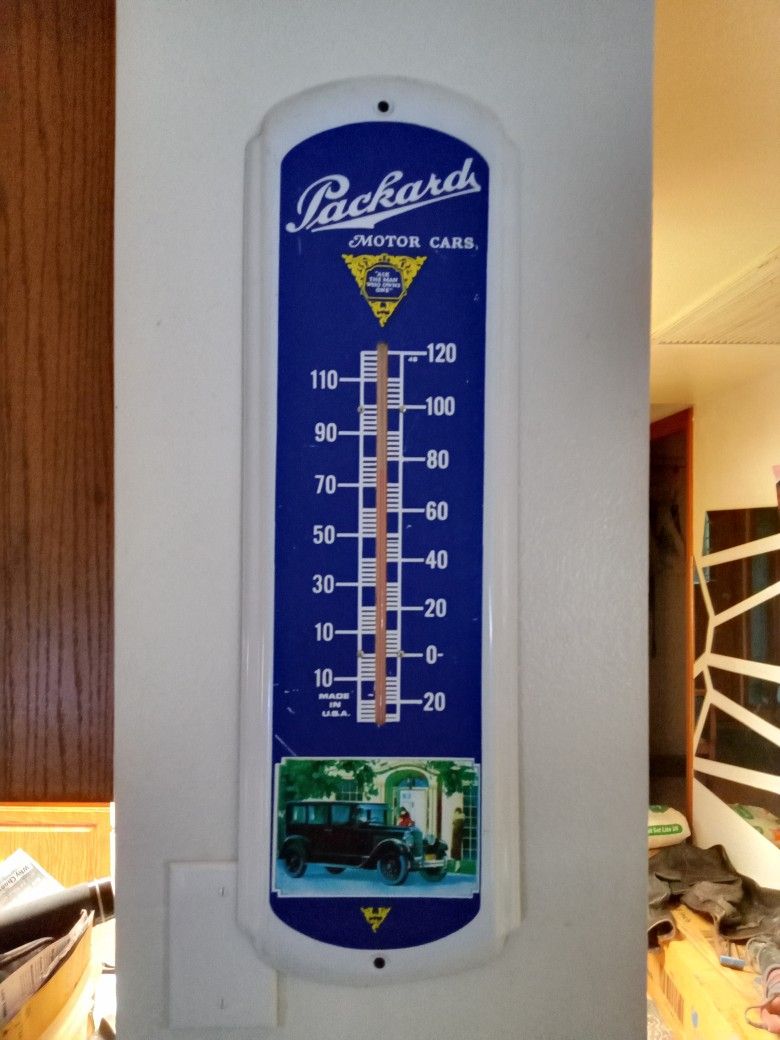 Packard
MOTOR CARS
"ASK
THE MAN
WHO OWNS
ONE"
120
110
100
90
80
70
60
50
40
30
20
10
0
10
20
MADE
IN
U.S.A.